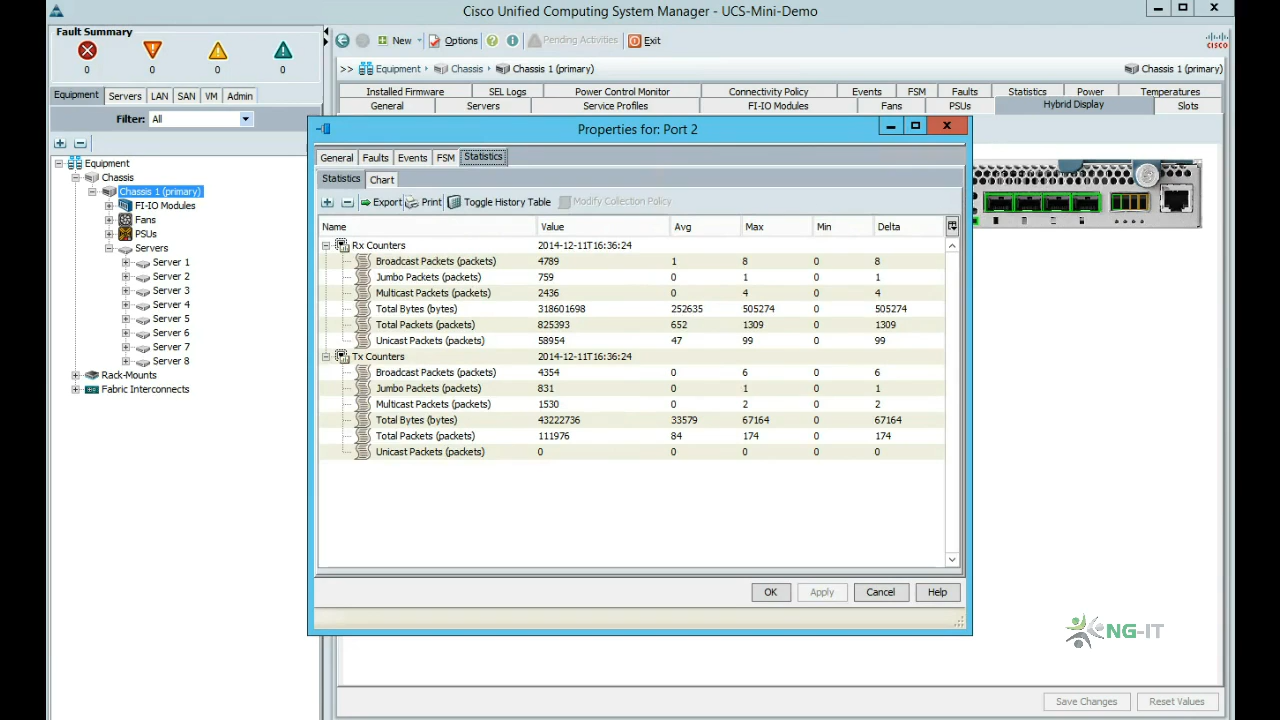 Cisco Unified Computing System Manager - UCS-Mini-Demo
Fault Summary
0 0 0 0
New Options Pending Activities Exit
CISCO
>> Equipment Chassis Chassis 1 (primary) Chassis 1 (primary)
Equipment Servers LAN SAN VM Admin
Filter: All
Installed Firmware SEL Logs Power Control Monitor Connectivity Policy Events FSM Faults Statistics Power Temperatures
General Servers Service Profiles FI-IO Modules Fans PSUs Hybrid Display Slots
Equipment
Chassis
Chassis 1 (primary)
FI-IO Modules
Fans
PSUs
Servers
Server 1
Server 2
Server 3
Server 4
Server 5
Server 6
Server 7
Server 8
Rack-Mounts
Fabric Interconnects
Properties for: Port 2
General Faults Events FSM Statistics
Statistics Chart
Export Print Toggle History Table Modify Collection Policy
Name Value Avg Max Min Delta
Rx Counters 2014-12-11T16:36:24
Broadcast Packets (packets) 4789 1 8 0 8
Jumbo Packets (packets) 759 0 1 0 1
Multicast Packets (packets) 2436 0 4 0 4
Total Bytes (bytes) 318601698 252635 505274 0 505274
Total Packets (packets) 825393 652 1309 0 1309
Unicast Packets (packets) 58954 47 99 0 99
Tx Counters 2014-12-11T16:36:24
Broadcast Packets (packets) 4354 0 6 0 6
Jumbo Packets (packets) 831 0 1 0 1
Multicast Packets (packets) 1530 0 2 0 2
Total Bytes (bytes) 43222736 33579 67164 0 67164
Total Packets (packets) 111976 84 174 0 174
Unicast Packets (packets) 0 0 0 0 0
OK Apply Cancel Help
NG-IT
Save Changes Reset Values